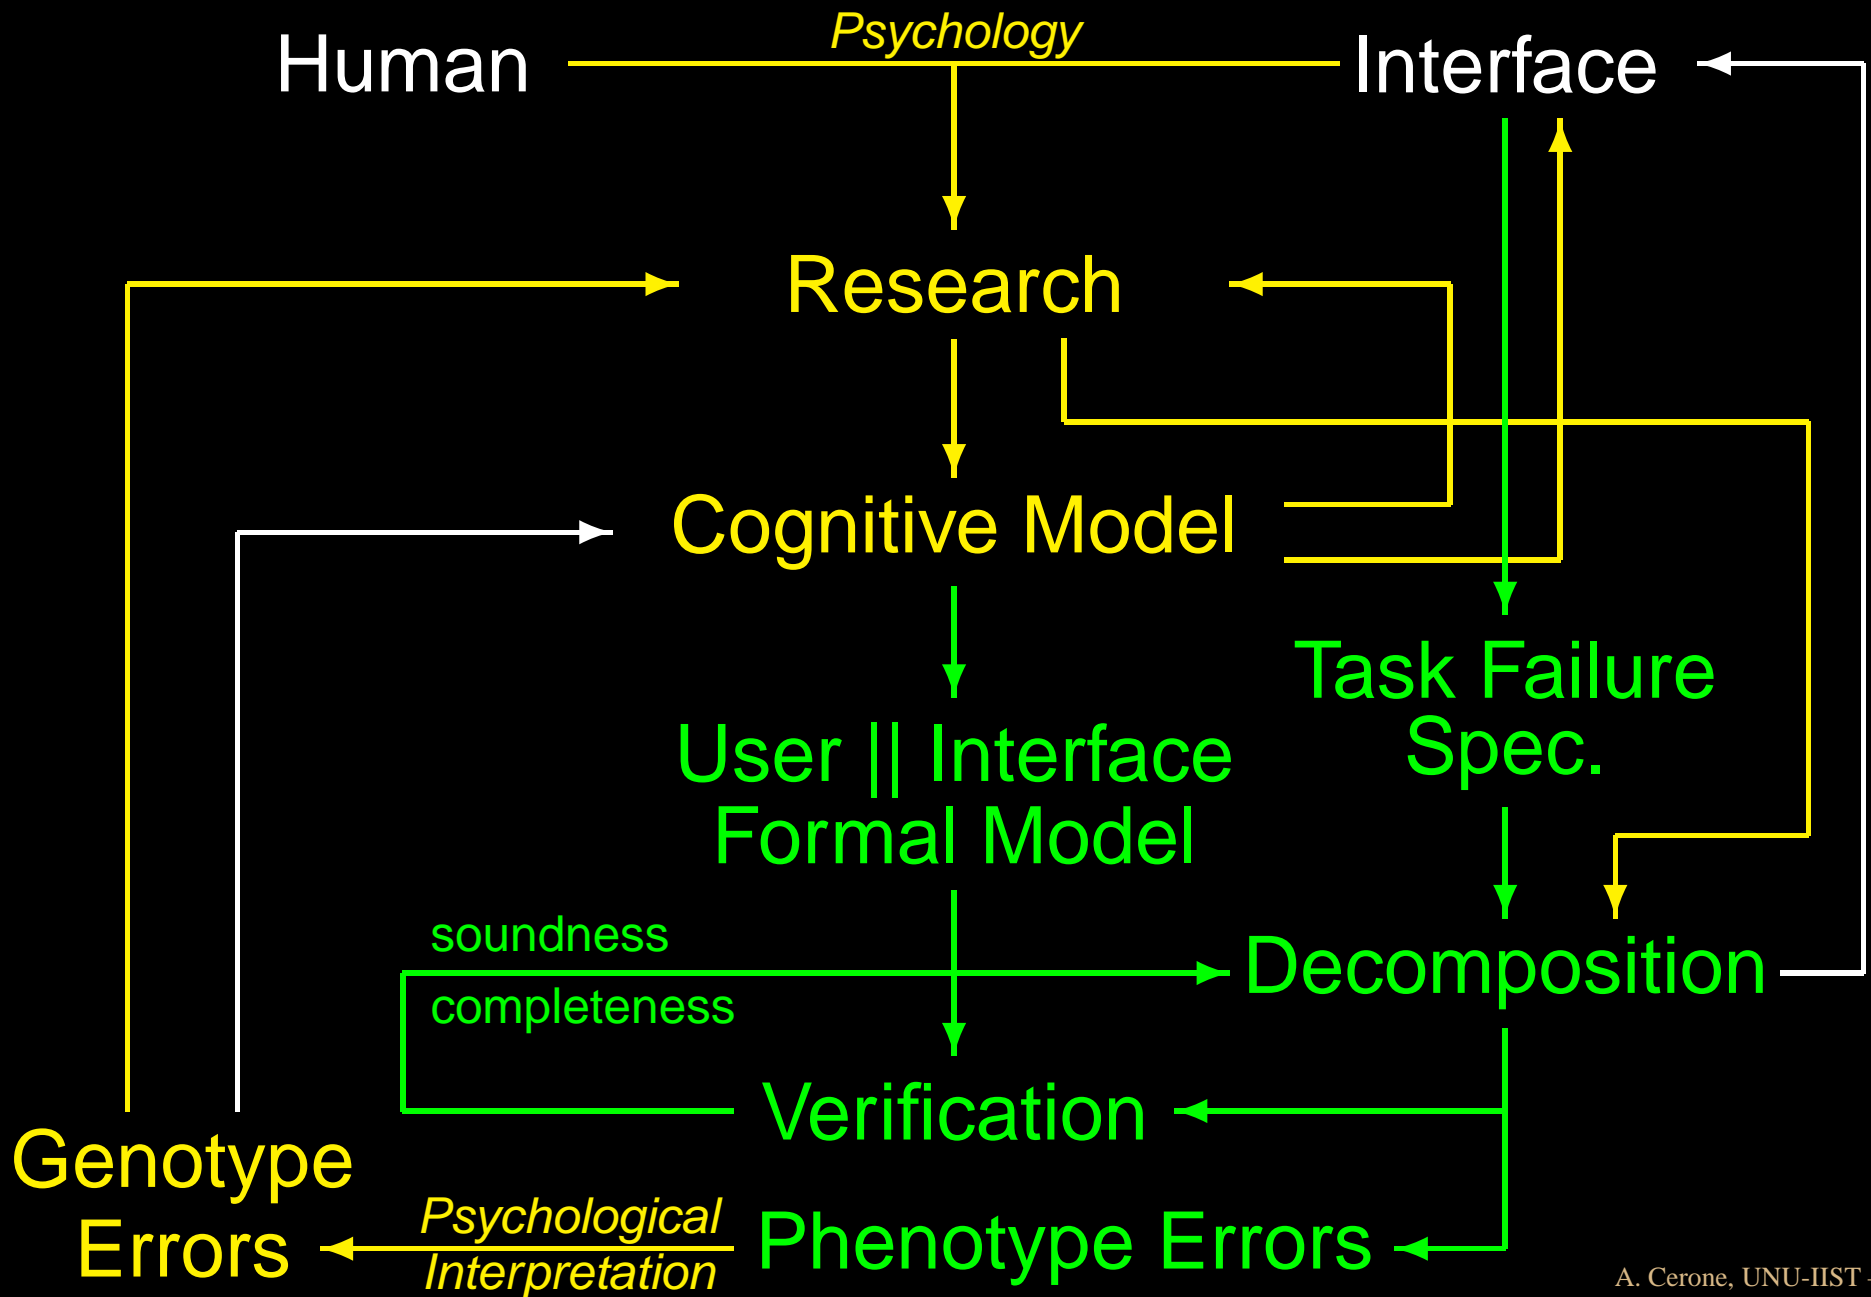 Psychology
Human
Interface
Research
Cognitive Model
Task Failure
Spec.
User || Interface
Formal Model
soundness
Decomposition
completeness
Verification
Genotype
Errors
Psychological
Interpretation
Phenotype Errors
A. Cerone, UNU-IIST -